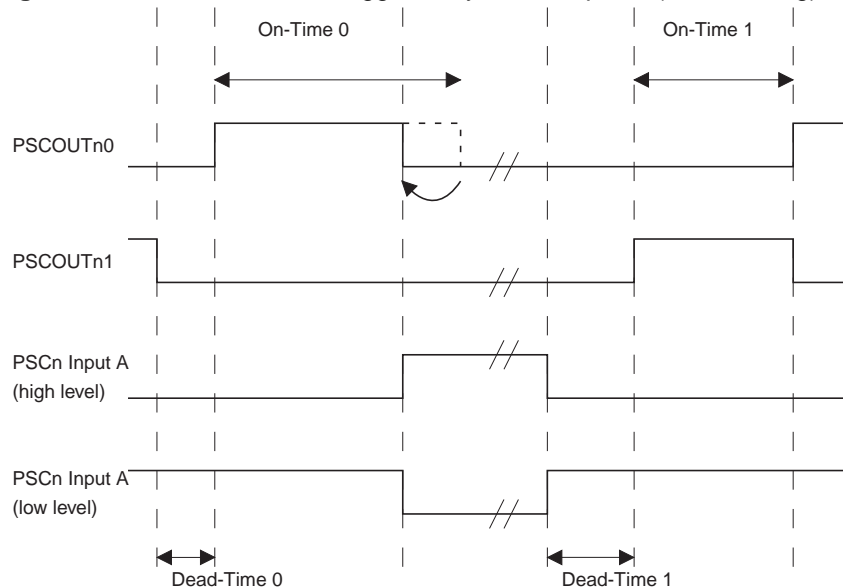 On-Time 0
On-Time 1
PSCOUTn0
PSCOUTn1
PSCn Input A
(high level)
PSCn Input A
(low level)
Dead-Time 0
Dead-Time 1